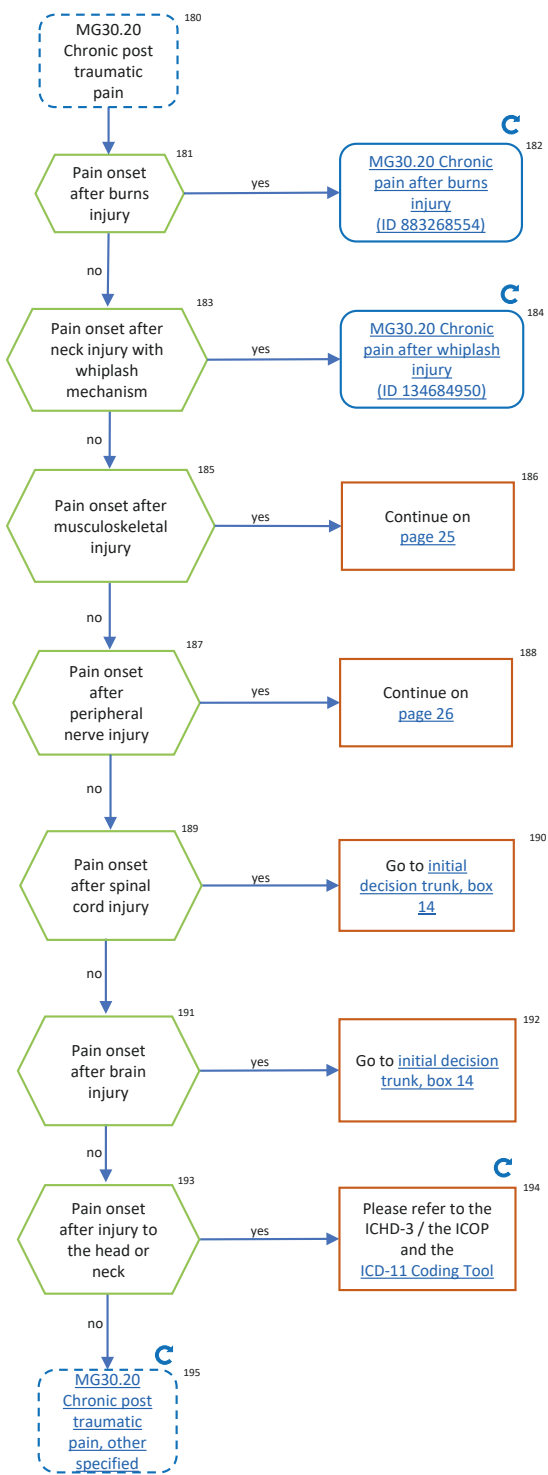 180
MG30.20
Chronic post
traumatic
pain
181
Pain onset
after burns
injury
yes
182
MG30.20 Chronic
pain after burns
injury
(ID 883268554)
no
183
Pain onset after
neck injury with
whiplash
mechanism
yes
184
MG30.20 Chronic
pain after whiplash
injury
(ID 134684950)
no
185
Pain onset after
musculoskeletal
injury
yes
186
Continue on
page 25
no
187
Pain onset
after
peripheral
nerve injury
yes
188
Continue on
page 26
no
189
Pain onset
after spinal
cord injury
yes
190
Go to initial
decision trunk, box
14
no
191
Pain onset
after brain
injury
yes
192
Go to initial decision
trunk, box 14
no
193
Pain onset
after injury to
the head or
neck
yes
194
Please refer to the
ICHD-3 / the ICOP
and the
ICD-11 Coding Tool
no
195
MG30.20
Chronic post
traumatic
pain, other
specified